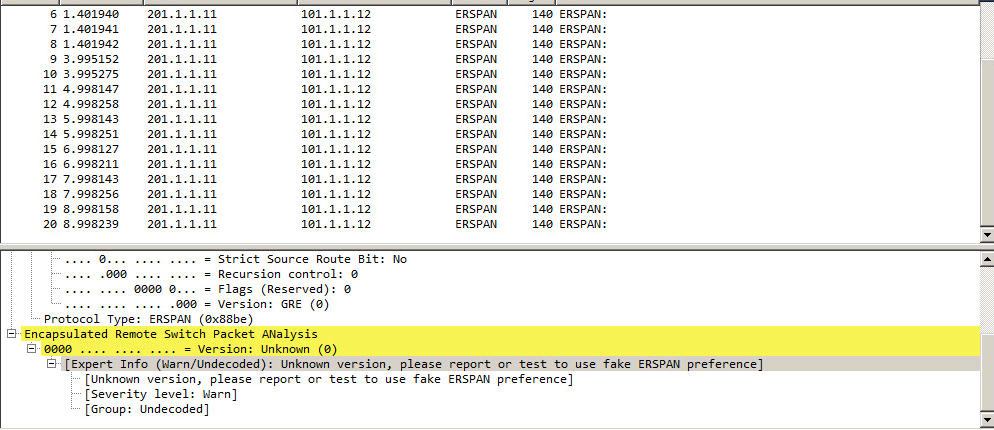 6 1.401940 201.1.1.11 101.1.1.12 ERSPAN 140 ERSPAN:
7 1.401941 201.1.1.11 101.1.1.12 ERSPAN 140 ERSPAN:
8 1.401942 201.1.1.11 101.1.1.12 ERSPAN 140 ERSPAN:
9 3.995152 201.1.1.11 101.1.1.12 ERSPAN 140 ERSPAN:
10 3.995275 201.1.1.11 101.1.1.12 ERSPAN 140 ERSPAN:
11 4.998147 201.1.1.11 101.1.1.12 ERSPAN 140 ERSPAN:
12 4.998258 201.1.1.11 101.1.1.12 ERSPAN 140 ERSPAN:
13 5.998143 201.1.1.11 101.1.1.12 ERSPAN 140 ERSPAN:
14 5.998251 201.1.1.11 101.1.1.12 ERSPAN 140 ERSPAN:
15 6.998127 201.1.1.11 101.1.1.12 ERSPAN 140 ERSPAN:
16 6.998211 201.1.1.11 101.1.1.12 ERSPAN 140 ERSPAN:
17 7.998143 201.1.1.11 101.1.1.12 ERSPAN 140 ERSPAN:
18 7.998256 201.1.1.11 101.1.1.12 ERSPAN 140 ERSPAN:
19 8.998158 201.1.1.11 101.1.1.12 ERSPAN 140 ERSPAN:
20 8.998239 201.1.1.11 101.1.1.12 ERSPAN 140 ERSPAN:
.... 0... .... .... = Strict Source Route Bit: No
.... .000 .... .... = Recursion control: 0
.... .... 0000 0... = Flags (Reserved): 0
.... .... .... .000 = Version: GRE (0)
Protocol Type: ERSPAN (0x88be)
Encapsulated Remote Switch Packet ANalysis
0000 .... .... .... = Version: Unknown (0)
[Expert Info (Warn/Undecoded): Unknown version, please report or test to use fake ERSPAN preference]
[Unknown version, please report or test to use fake ERSPAN preference]
[Severity level: Warn]
[Group: Undecoded]